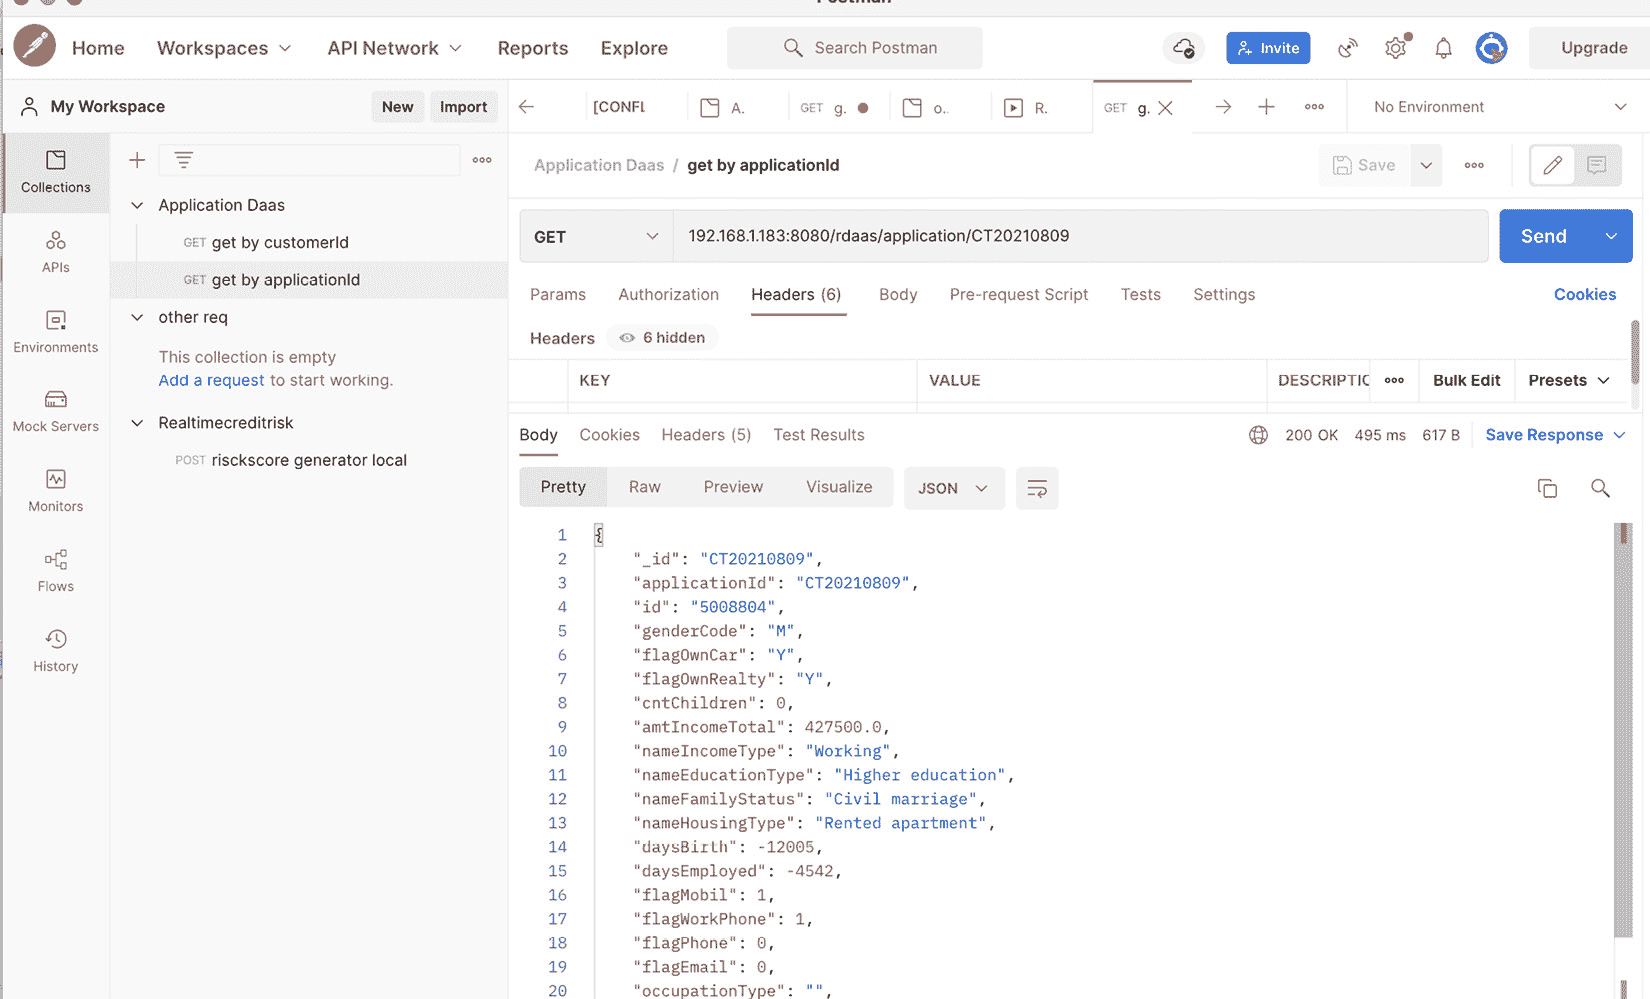 Postman
Home Workspaces API Network Reports Explore Search Postman Invite Upgrade
My Workspace New Import [CONFL A. GET g. o.. R. GET g. No Environment
Collections
APIs
Environments
Mock Servers
Monitors
Flows
History
Application Daas
GET get by customerId
GET get by applicationId
other req
This collection is empty
Add a request to start working.
Realtimecreditrisk
POST risckscore generator local
Application Daas / get by applicationId Save
GET 192.168.1.183:8080/rdaas/application/CT20210809 Send
Params Authorization Headers (6) Body Pre-request Script Tests Settings Cookies
Headers 6 hidden
KEY VALUE DESCRIPTIC Bulk Edit Presets
Body Cookies Headers (5) Test Results 200 OK 495 ms 617 B Save Response
Pretty Raw Preview Visualize JSON
1 {
2 "_id": "CT20210809",
3 "applicationId": "CT20210809",
4 "id": "5008804",
5 "genderCode": "M",
6 "flagOwnCar": "Y",
7 "flagOwnRealty": "Y",
8 "cntChildren": 0,
9 "amtIncomeTotal": 427500.0,
10 "nameIncomeType": "Working",
11 "nameEducationType": "Higher education",
12 "nameFamilyStatus": "Civil marriage",
13 "nameHousingType": "Rented apartment",
14 "daysBirth": -12005,
15 "daysEmployed": -4542,
16 "flagMobil": 1,
17 "flagWorkPhone": 1,
18 "flagPhone": 0,
19 "flagEmail": 0,
20 "occupationType": "",